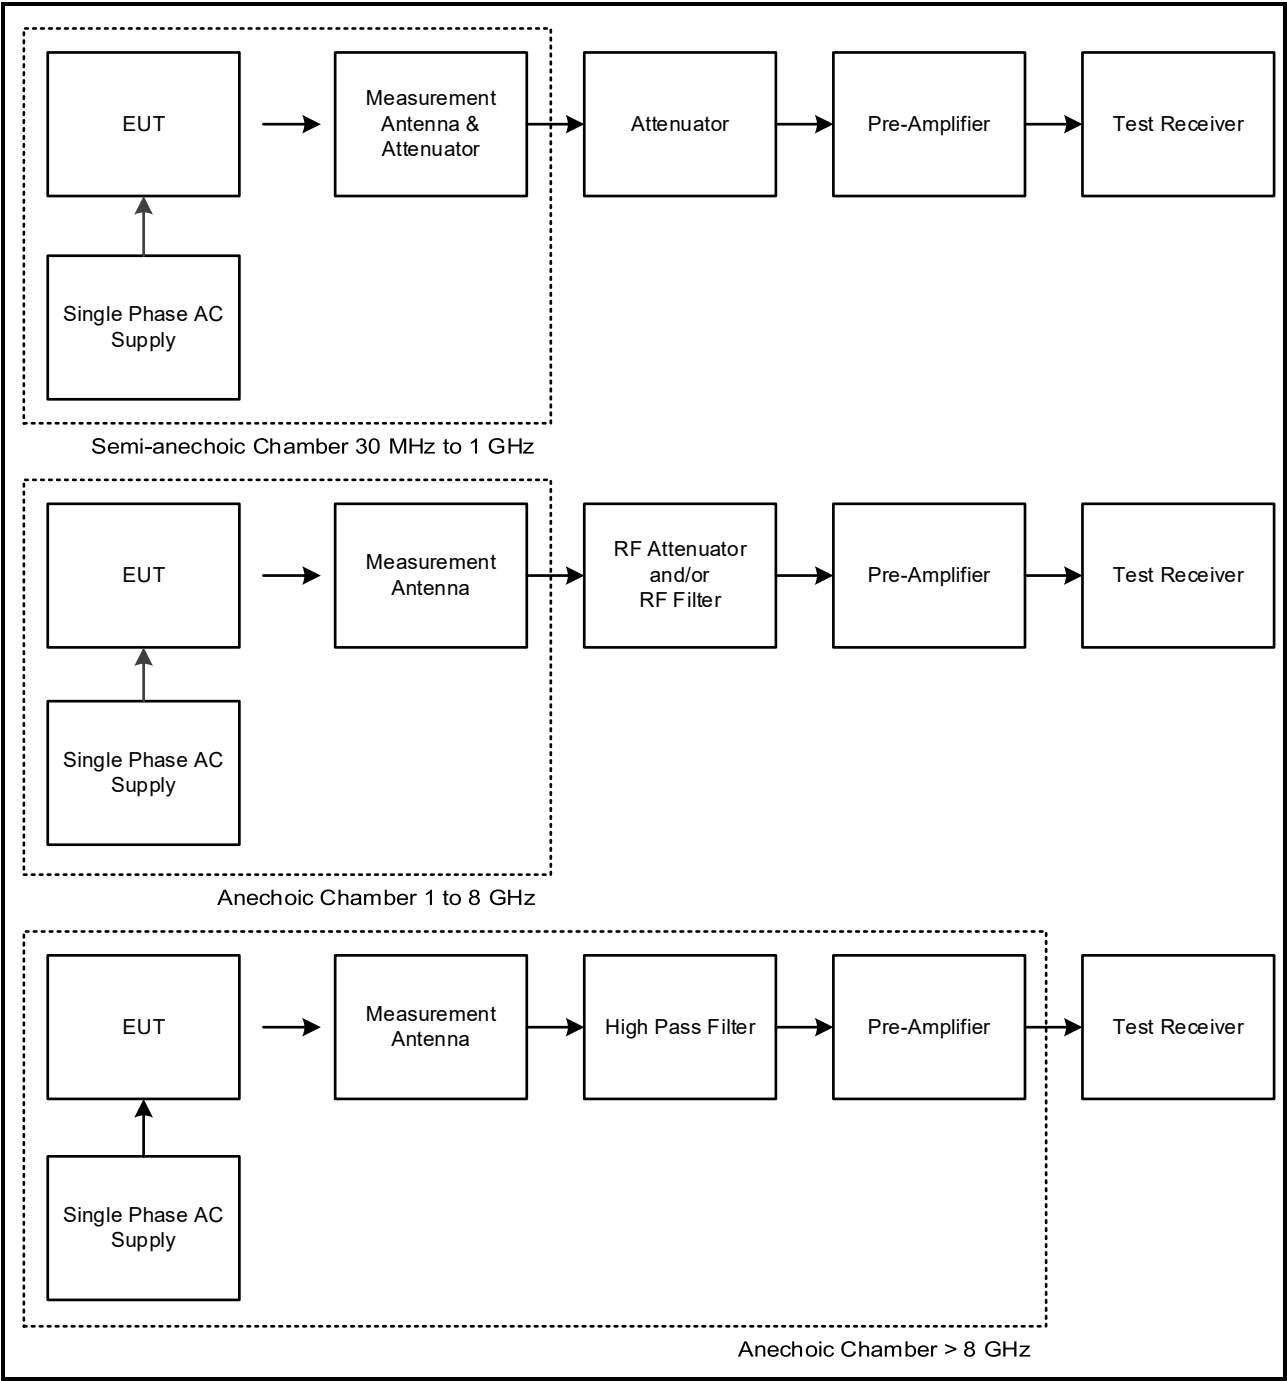 EUT
Measurement
Antenna &
Attenuator
Attenuator
Pre-Amplifier
Test Receiver
Single Phase AC
Supply
Semi-anechoic Chamber 30 MHz to 1 GHz
EUT
Measurement
Antenna
RF Attenuator
and/or
RF Filter
Pre-Amplifier
Test Receiver
Single Phase AC
Supply
Anechoic Chamber 1 to 8 GHz
EUT
Measurement
Antenna
High Pass Filter
Pre-Amplifier
Test Receiver
Single Phase AC
Supply
Anechoic Chamber > 8 GHz